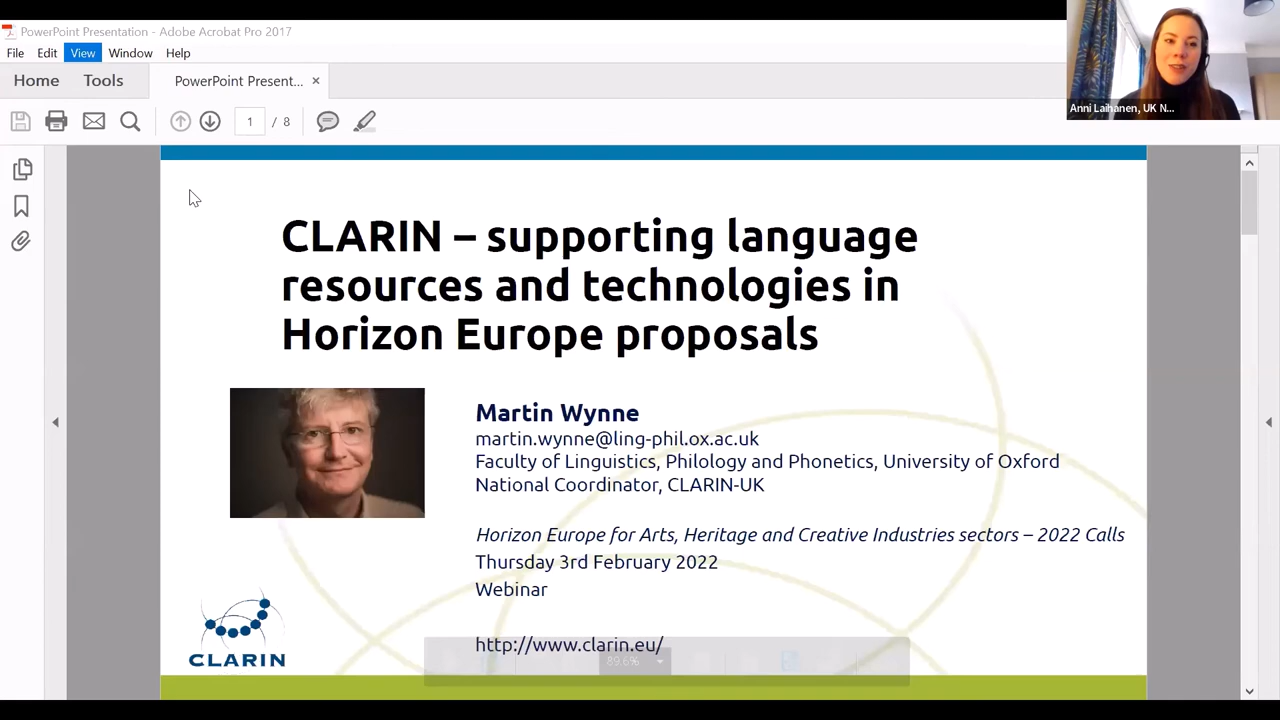 PowerPoint Presentation - Adobe Acrobat Pro 2017
File Edit View Window Help
Home Tools PowerPoint Present... ×
1 / 8
Anni Laihanen, UK N...
CLARIN – supporting language
resources and technologies in
Horizon Europe proposals
Martin Wynne
martin.wynne@ling-phil.ox.ac.uk
Faculty of Linguistics, Philology and Phonetics, University of Oxford
National Coordinator, CLARIN-UK
Horizon Europe for Arts, Heritage and Creative Industries sectors – 2022 Calls
Thursday 3rd February 2022
Webinar
http://www.clarin.eu/
89.6%
CLARIN